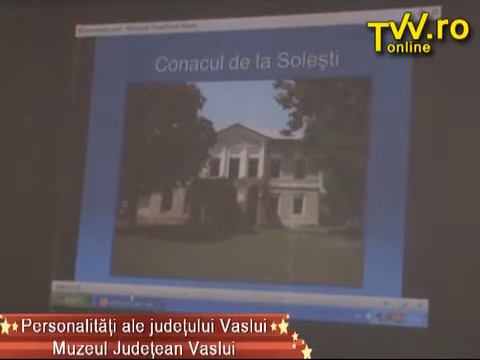 TVV.ro
online
Conacul de la Solești
Personalități ale județului Vaslui
Muzeul Județean Vaslui